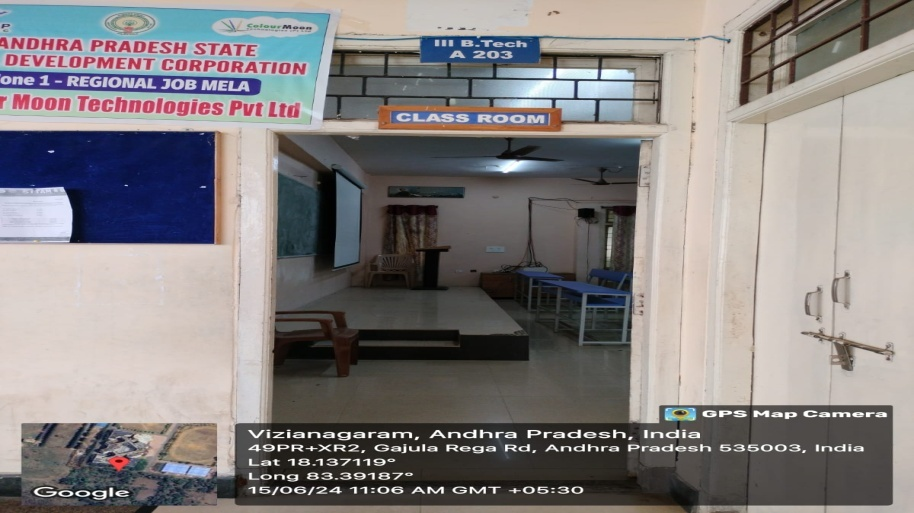 ColourMoon
ANDHRA PRADESH STATE
DEVELOPMENT CORPORATION
one 1 - REGIONAL JOB MELA
r Moon Technologies Pvt Ltd
III B.Tech
A 203
CLASS ROOM
GPS Map Camera
Vizianagaram, Andhra Pradesh, India
49PR+XR2, Gajula Rega Rd, Andhra Pradesh 535003, India
Lat 18.137119°
Long 83.39187°
15/06/24 11:06 AM GMT +05:30
Google